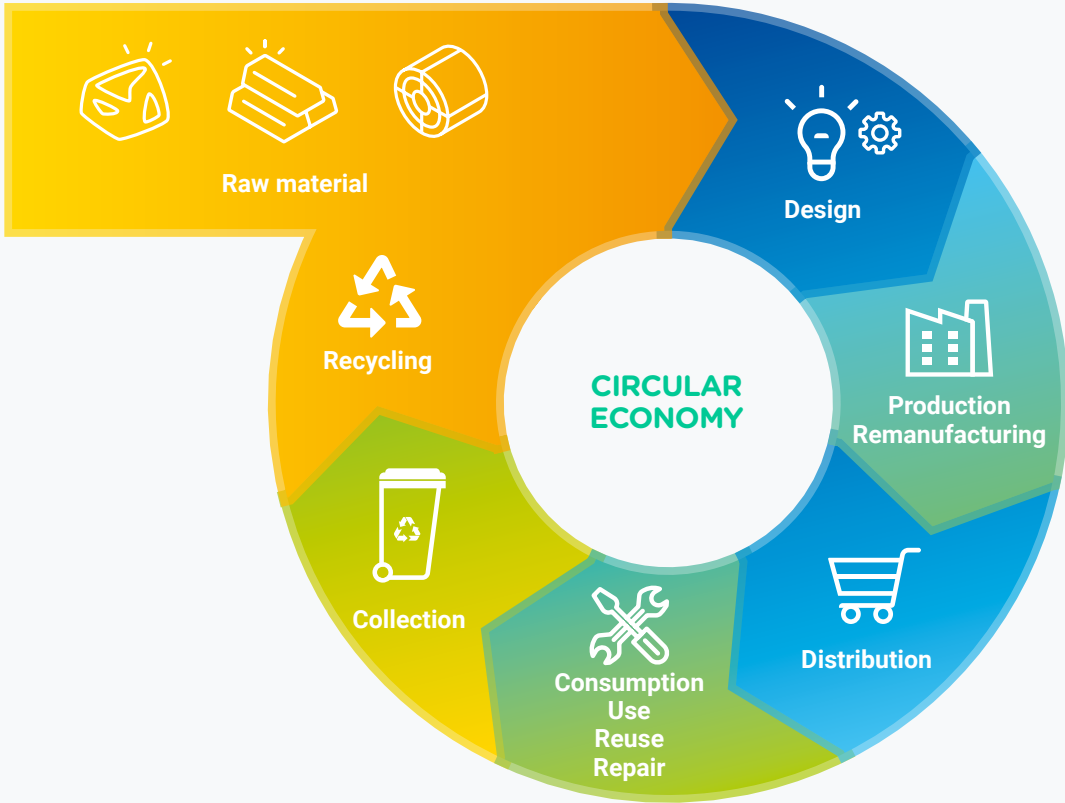 Raw material
Design
Recycling
CIRCULAR
ECONOMY
Production
Remanufacturing
Collection
Distribution
Consumption
Use
Reuse
Repair